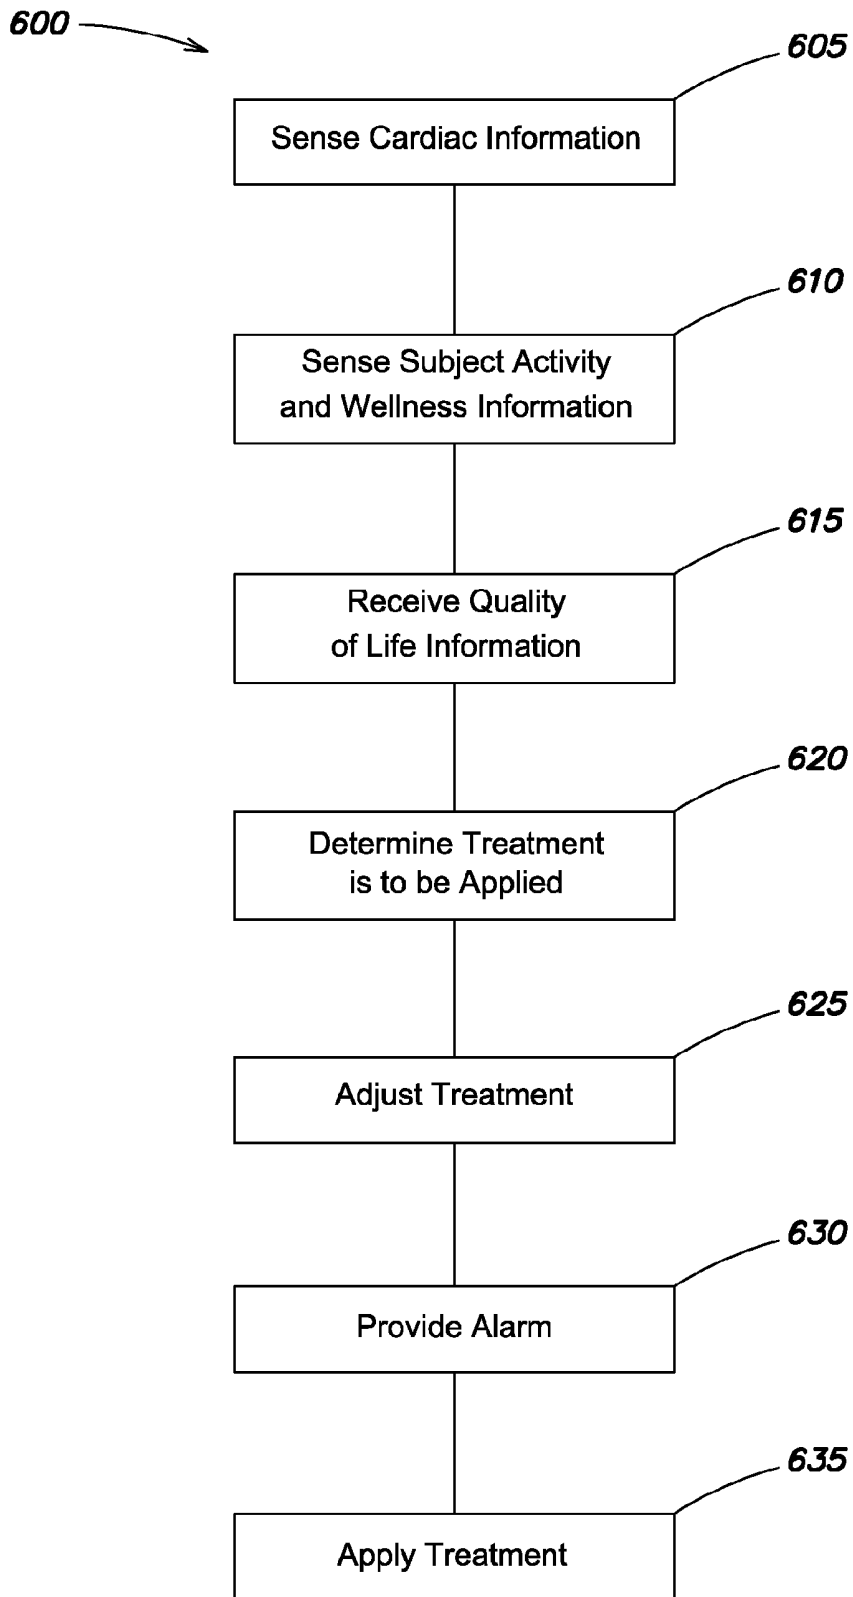 600
605
Sense Cardiac Information
610
Sense Subject Activity
and Wellness Information
615
Receive Quality
of Life Information
620
Determine Treatment
is to be Applied
625
Adjust Treatment
630
Provide Alarm
635
Apply Treatment